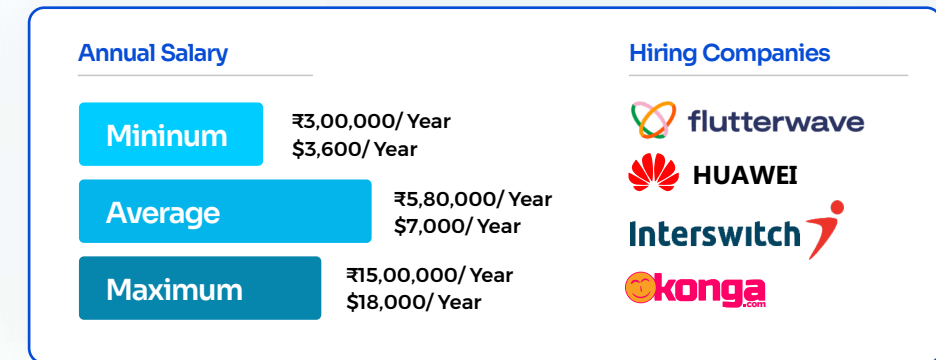 Annual Salary
Mininum
₹3,00,000/ Year
$3,600/ Year
Average
₹5,80,000/ Year
$7,000/ Year
Maximum
₹15,00,000/ Year
$18,000/ Year
Hiring Companies
flutterwave
HUAWEI
Interswitch
konga
.com